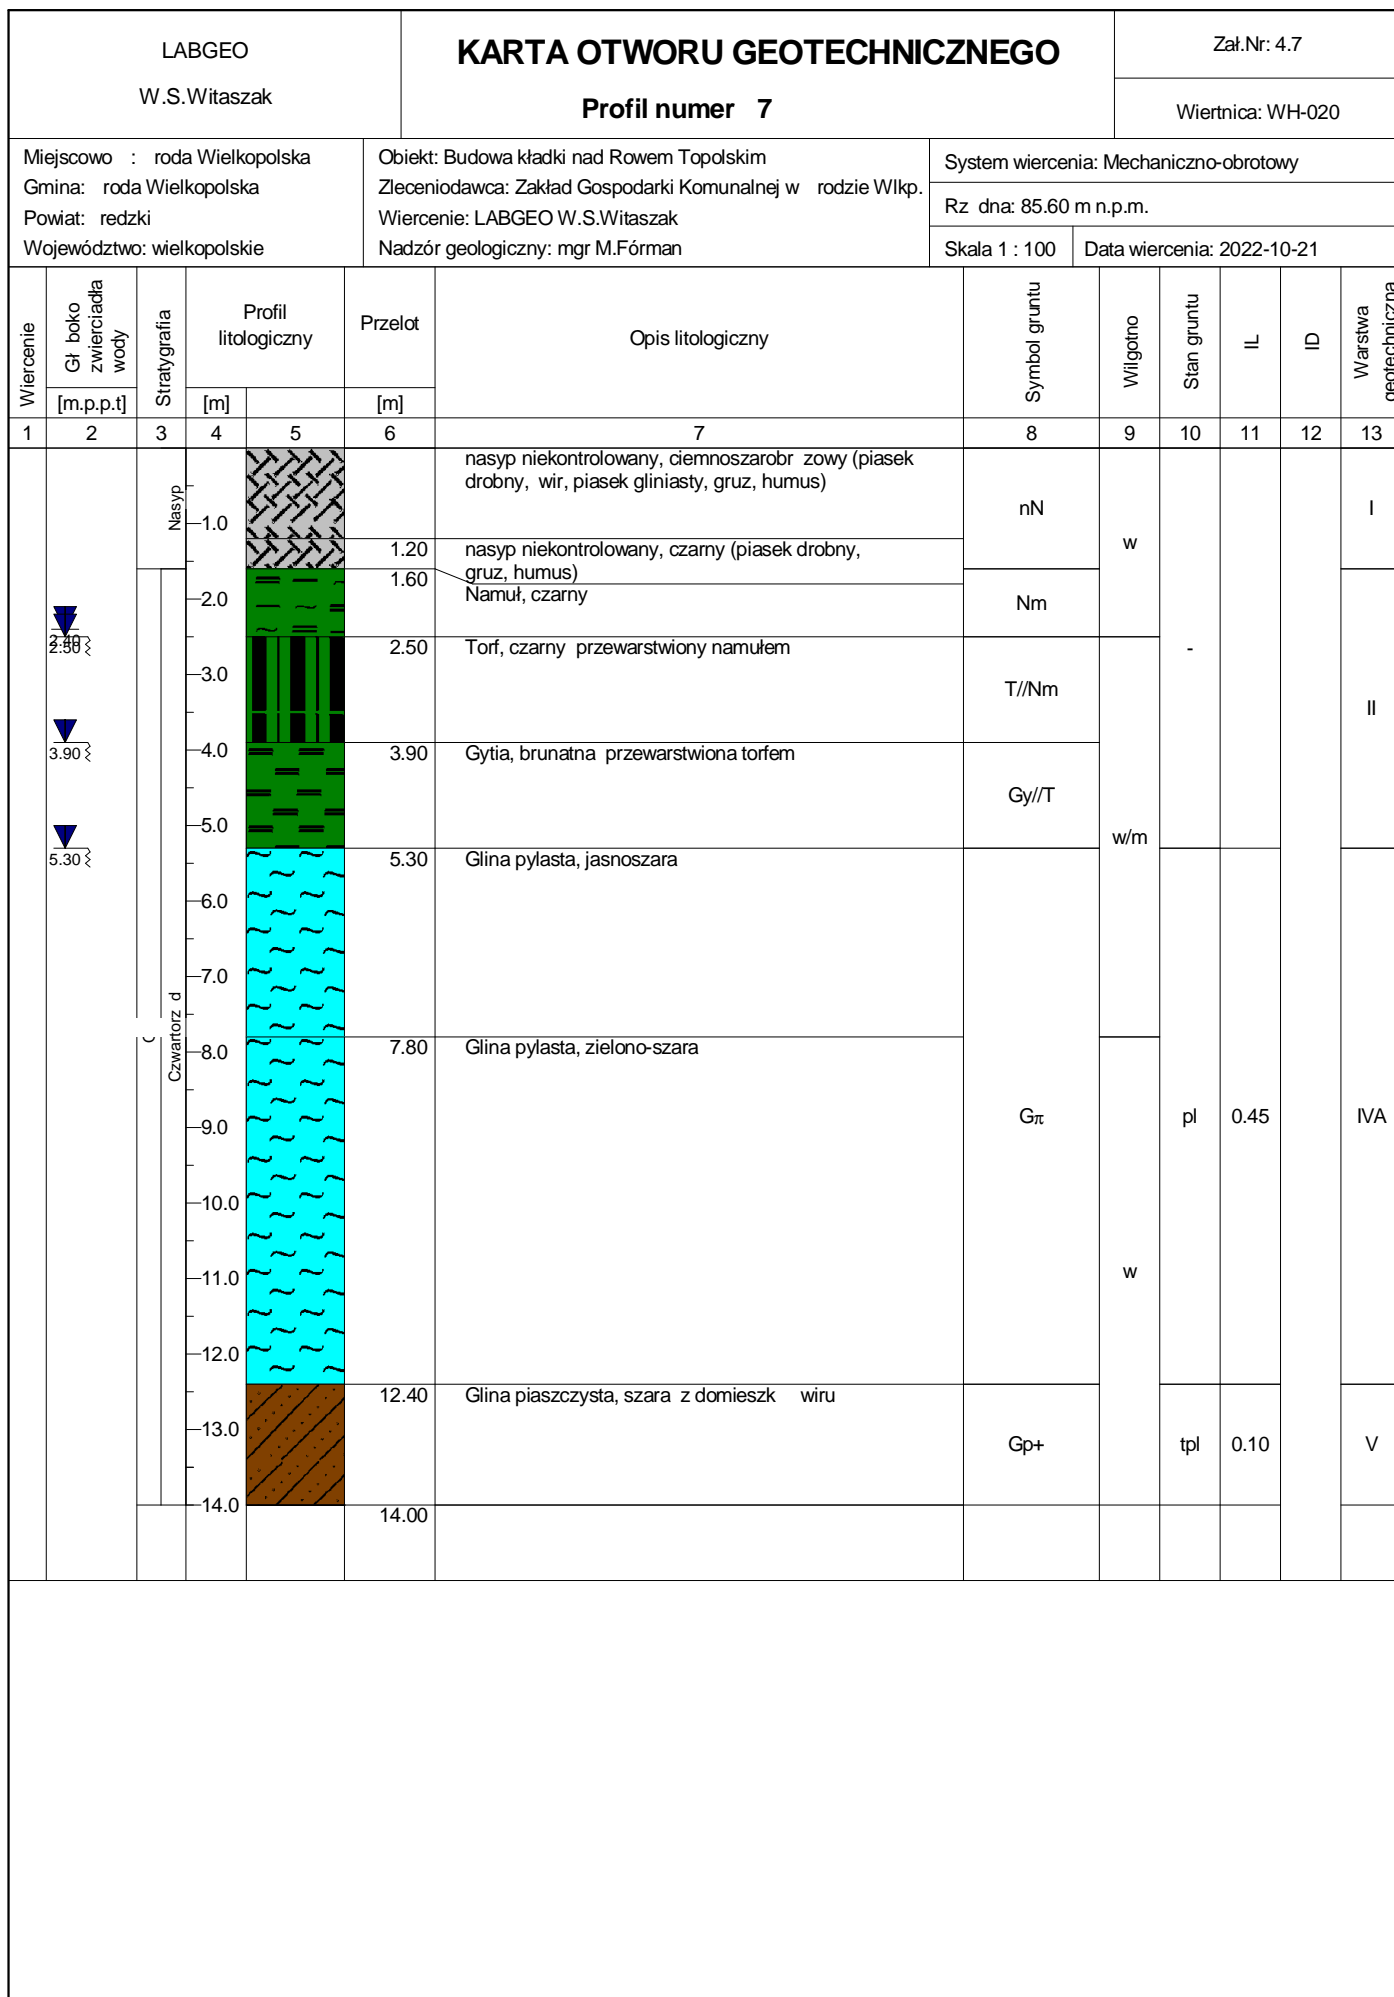 LABGEO
W.S.Witaszak
KARTA OTWORU GEOTECHNICZNEGO
Profil numer 7
Zał.Nr: 4.7
Wiertnica: WH-020
Miejscowo : roda Wielkopolska
Gmina: roda Wielkopolska
Powiat: redzki
Województwo: wielkopolskie
Obiekt: Budowa kładki nad Rowem Topolskim
Zleceniodawca: Zakład Gospodarki Komunalnej w rodzie Wlkp.
Wiercenie: LABGEO W.S.Witaszak
Nadzór geologiczny: mgr M.Fórman
System wiercenia: Mechaniczno-obrotowy
Rz dna: 85.60 m n.p.m.
Skala 1 : 100
Data wiercenia: 2022-10-21
Wiercenie
Gł boko
zwierciadła
wody
[m.p.p.t]
Stratygrafia
Profil
litologiczny
[m]
Przelot
[m]
Opis litologiczny
Symbol gruntu
Wilgotno
Stan gruntu
IL
ID
Warstwa
geotechniczna
1 2 3 4 5 6 7 8 9 10 11 12 13
Nasyp
nasyp niekontrolowany, ciemnoszarobr zowy (piasek
drobny, wir, piasek gliniasty, gruz, humus)
nN
w
I
1.0
1.20
nasyp niekontrolowany, czarny (piasek drobny,
gruz, humus)
1.60
Namuł, czarny
Nm
2.0
2.40
2.50
2.50
Torf, czarny przewarstwiony namułem
-
T//Nm
II
3.0
3.90
4.0
3.90
Gytia, brunatna przewarstwiona torfem
Gy//T
5.0
w/m
5.30
5.30
Glina pylasta, jasnoszara
6.0
7.0
Czwartorz d
8.0
7.80
Glina pylasta, zielono-szara
Gπ
pl
0.45
IVA
9.0
10.0
11.0
w
12.0
12.40
Glina piaszczysta, szara z domieszk wiru
13.0
Gp+
tpl
0.10
V
14.0
14.00